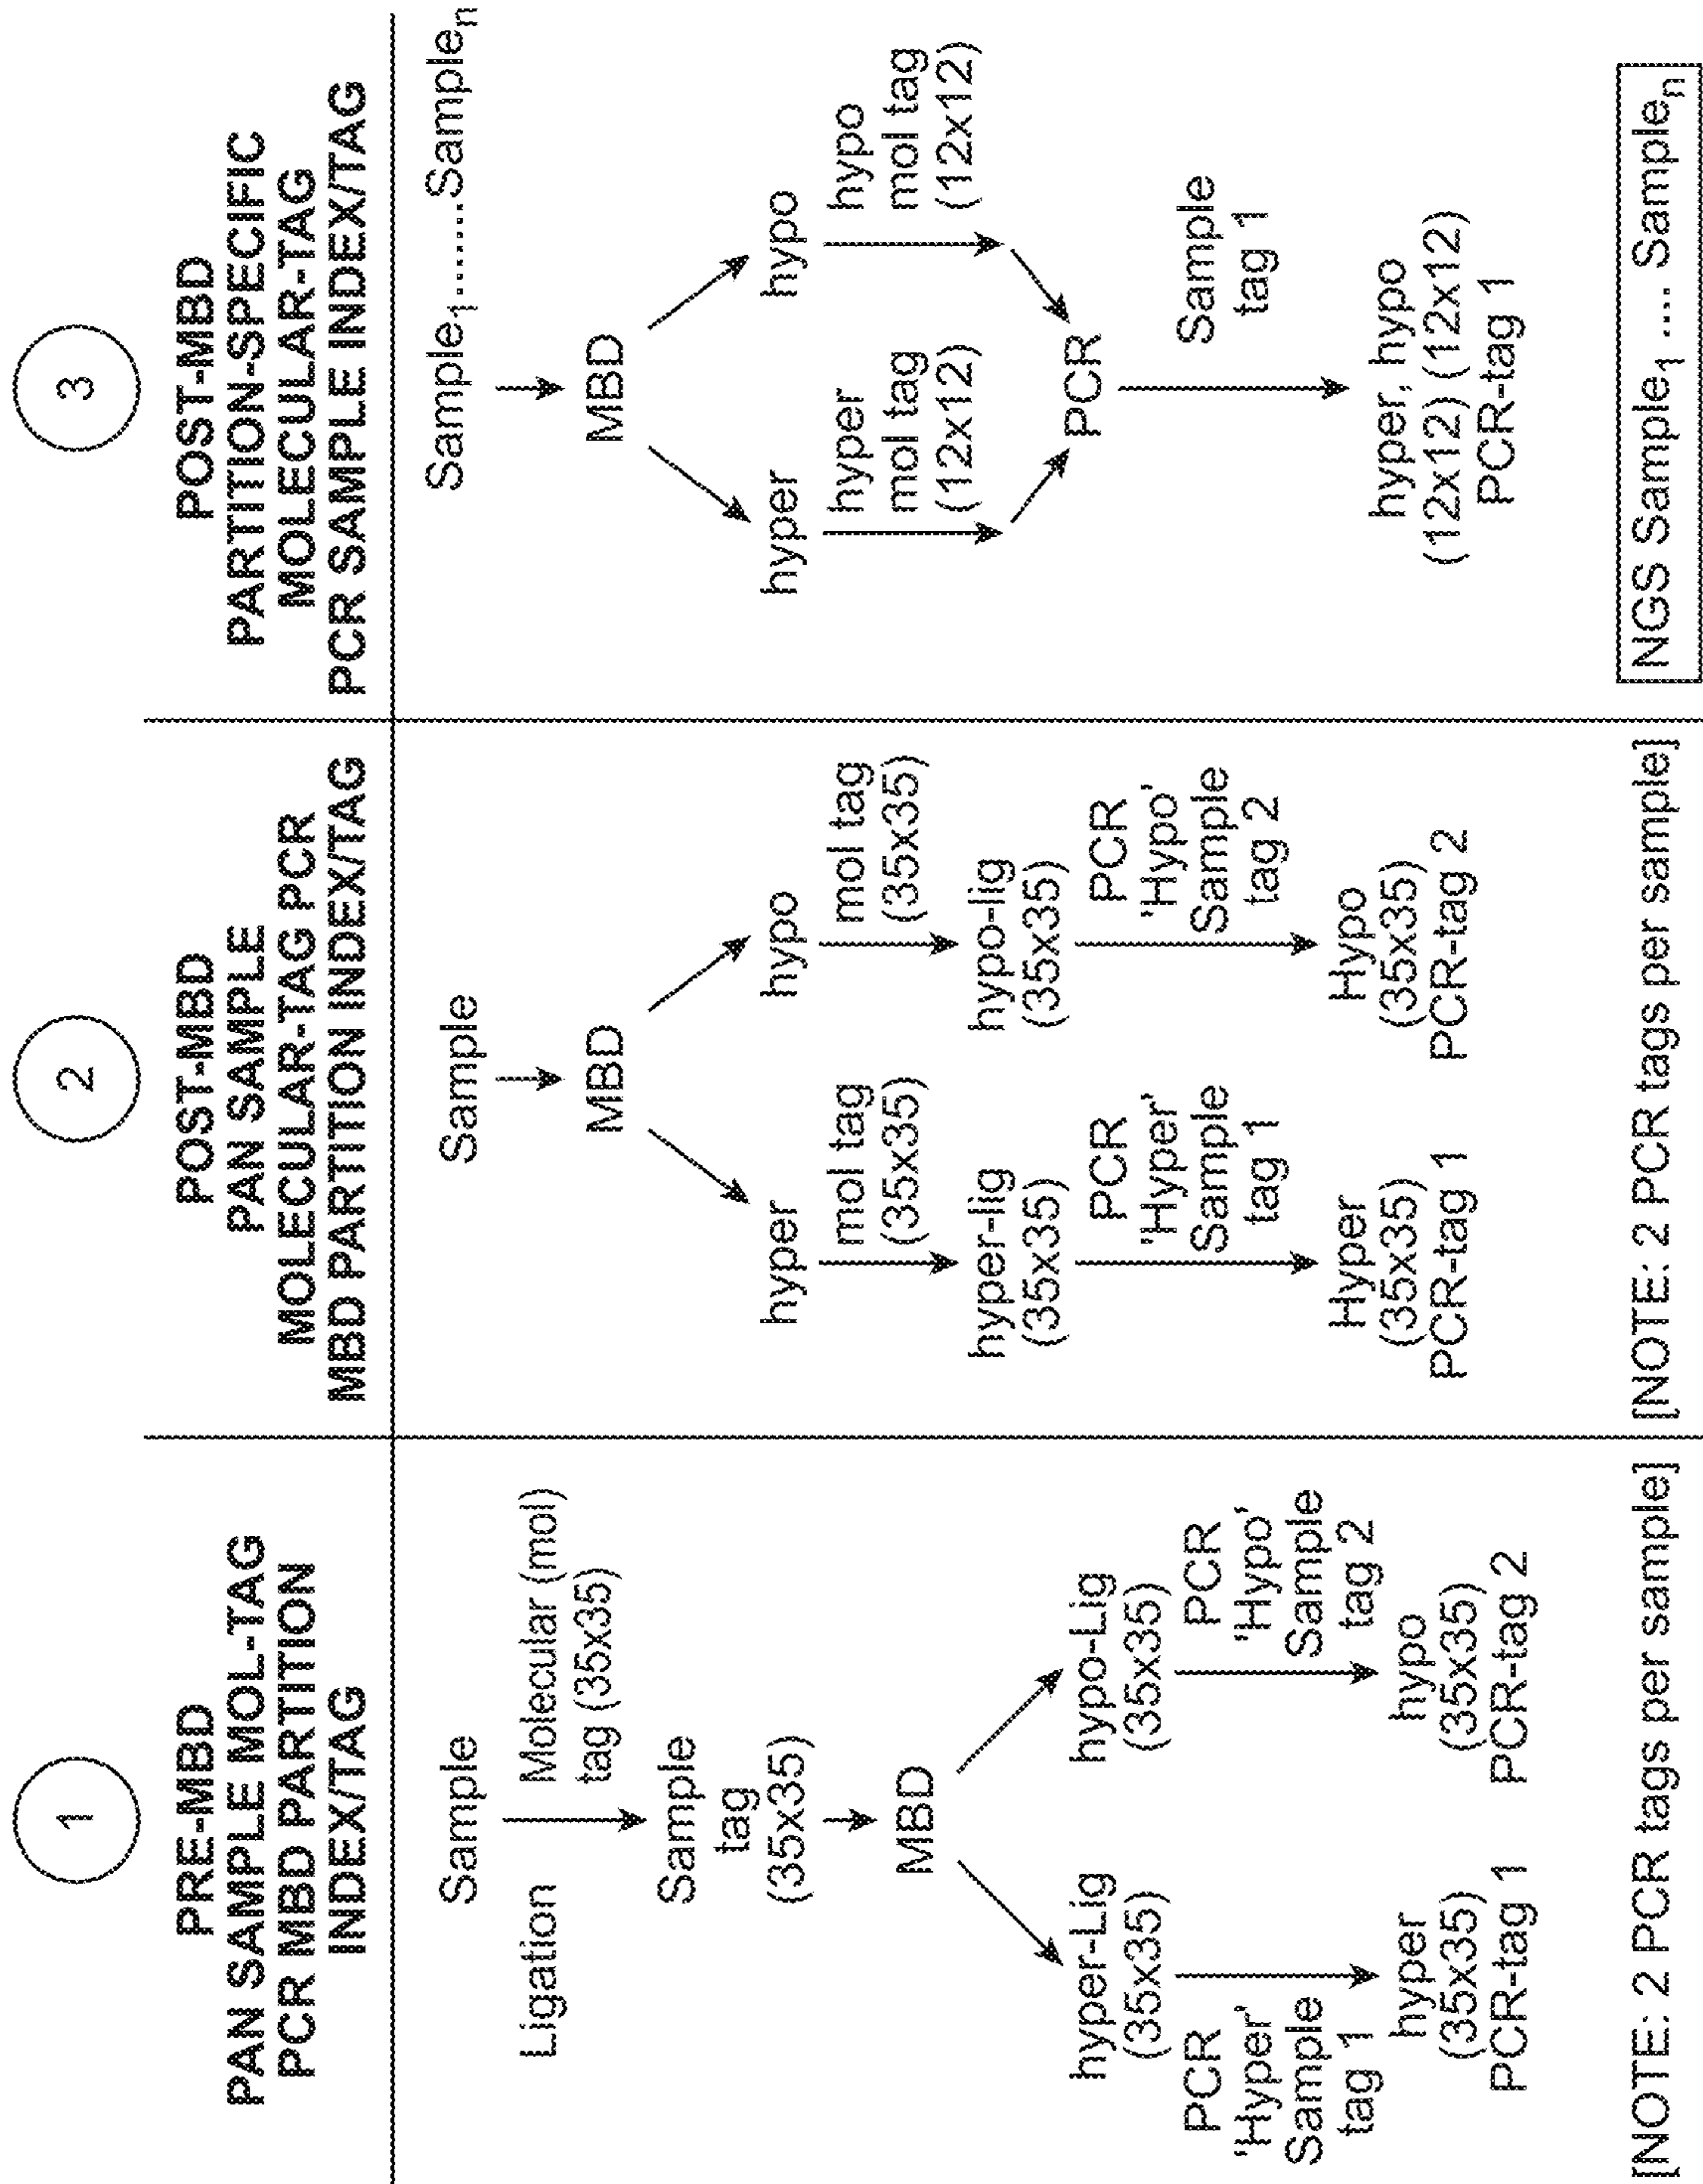 1
PRE-MBD
PAN SAMPLE MOL-TAG
PCR MBD PARTITION
INDEX/TAG
Sample
Ligation
Molecular (mol)
tag (35x35)
Sample
tag
(35x35)
MBD
hyper-Lig
(35x35)
hypo-Lig
(35x35)
PCR
'Hyper'
Sample
tag 1
PCR
'Hypo'
Sample
tag 2
hyper
(35x35)
PCR-tag 1
hypo
(35x35)
PCR-tag 2
[NOTE: 2 PCR tags per sample]
2
POST-MBD
PAN SAMPLE
MOLECULAR-TAG PCR
MBD PARTITION INDEX/TAG
Sample
MBD
hyper
hypo
mol tag
(35x35)
mol tag
(35x35)
hyper-lig
(35x35)
hypo-lig
(35x35)
PCR
'Hyper'
Sample
tag 1
PCR
'Hypo'
Sample
tag 2
Hyper
(35x35)
PCR-tag 1
Hypo
(35x35)
PCR-tag 2
[NOTE: 2 PCR tags per sample]
3
POST-MBD
PARTITION-SPECIFIC
MOLECULAR-TAG
PCR SAMPLE INDEX/TAG
Sample1.......Samplen
MBD
hyper
hypo
hyper
mol tag
(12x12)
hypo
mol tag
(12x12)
PCR
Sample
tag 1
hyper, hypo
(12x12) (12x12)
PCR-tag 1
NGS Sample1 .... Samplen